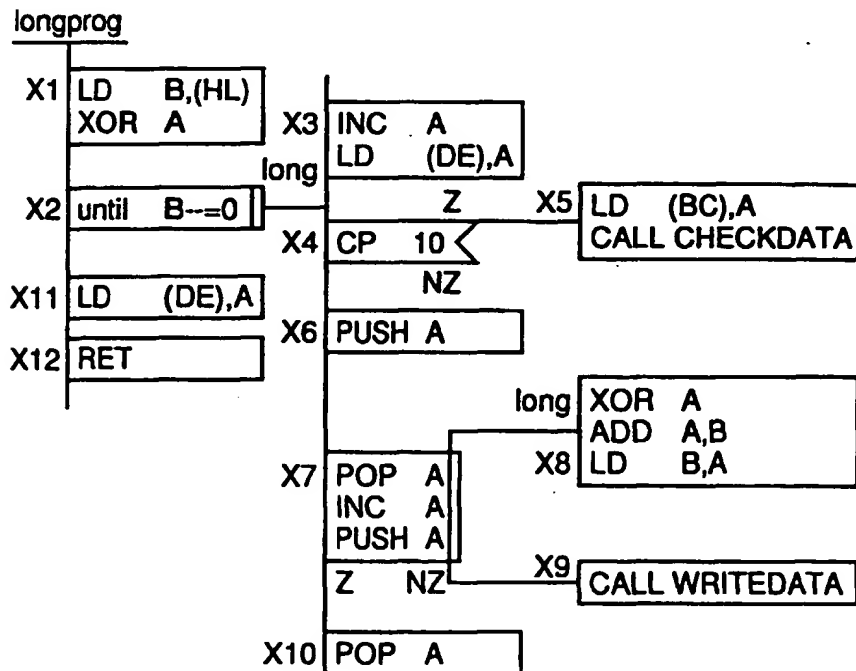 longprog
X1 LD B,(HL)
XOR A
X2 until B--=0
X11 LD (DE),A
X12 RET
X3 INC A
LD (DE),A
long
Z
X4 CP 10
NZ
X5 LD (BC),A
CALL CHECKDATA
X6 PUSH A
X7 POP A
INC A
PUSH A
Z NZ
long XOR A
ADD A,B
X8 LD B,A
X9 CALL WRITEDATA
X10 POP A